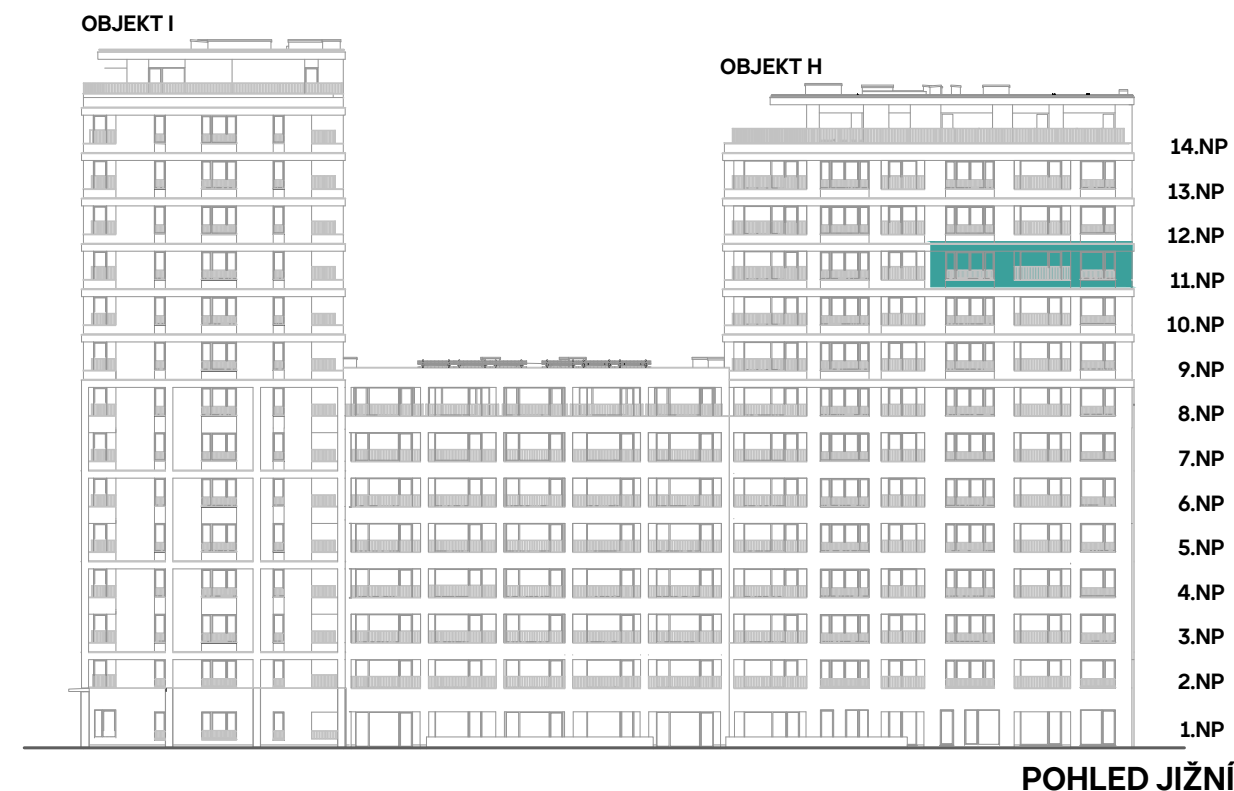 OBJEKT I
OBJEKT H
14.NP
13.NP
12.NP
11.NP
10.NP
9.NP
8.NP
7.NP
6.NP
5.NP
4.NP
3.NP
2.NP
1.NP
POHLED JIŽNÍ